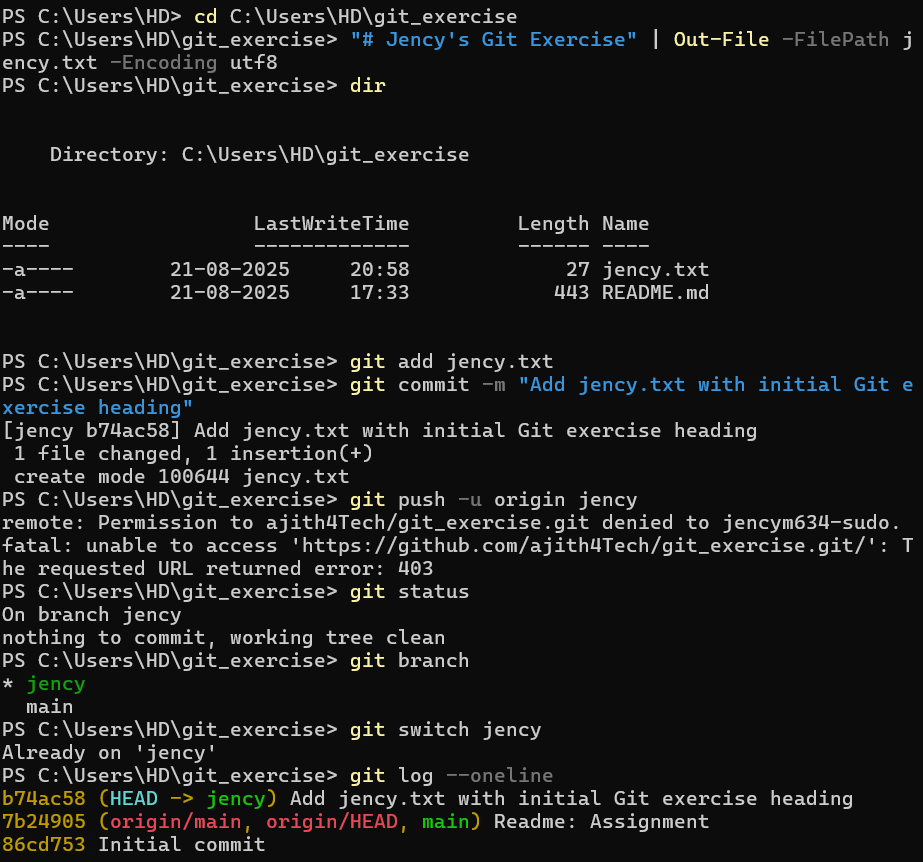 PS C:\Users\HD> cd C:\Users\HD\git_exercise
PS C:\Users\HD\git_exercise> "# Jency's Git Exercise" | Out-File -FilePath j
ency.txt -Encoding utf8
PS C:\Users\HD\git_exercise> dir
Directory: C:\Users\HD\git_exercise
Mode LastWriteTime Length Name
---- ------------- ------ ----
-a---- 21-08-2025 20:58 27 jency.txt
-a---- 21-08-2025 17:33 443 README.md
PS C:\Users\HD\git_exercise> git add jency.txt
PS C:\Users\HD\git_exercise> git commit -m "Add jency.txt with initial Git e
xercise heading"
[jency b74ac58] Add jency.txt with initial Git exercise heading
1 file changed, 1 insertion(+)
create mode 100644 jency.txt
PS C:\Users\HD\git_exercise> git push -u origin jency
remote: Permission to ajith4Tech/git_exercise.git denied to jencym634-sudo.
fatal: unable to access 'https://github.com/ajith4Tech/git_exercise.git/': T
he requested URL returned error: 403
PS C:\Users\HD\git_exercise> git status
On branch jency
nothing to commit, working tree clean
PS C:\Users\HD\git_exercise> git branch
* jency
main
PS C:\Users\HD\git_exercise> git switch jency
Already on 'jency'
PS C:\Users\HD\git_exercise> git log --oneline
b74ac58 (HEAD -> jency) Add jency.txt with initial Git exercise heading
7b24905 (origin/main, origin/HEAD, main) Readme: Assignment
86cd753 Initial commit